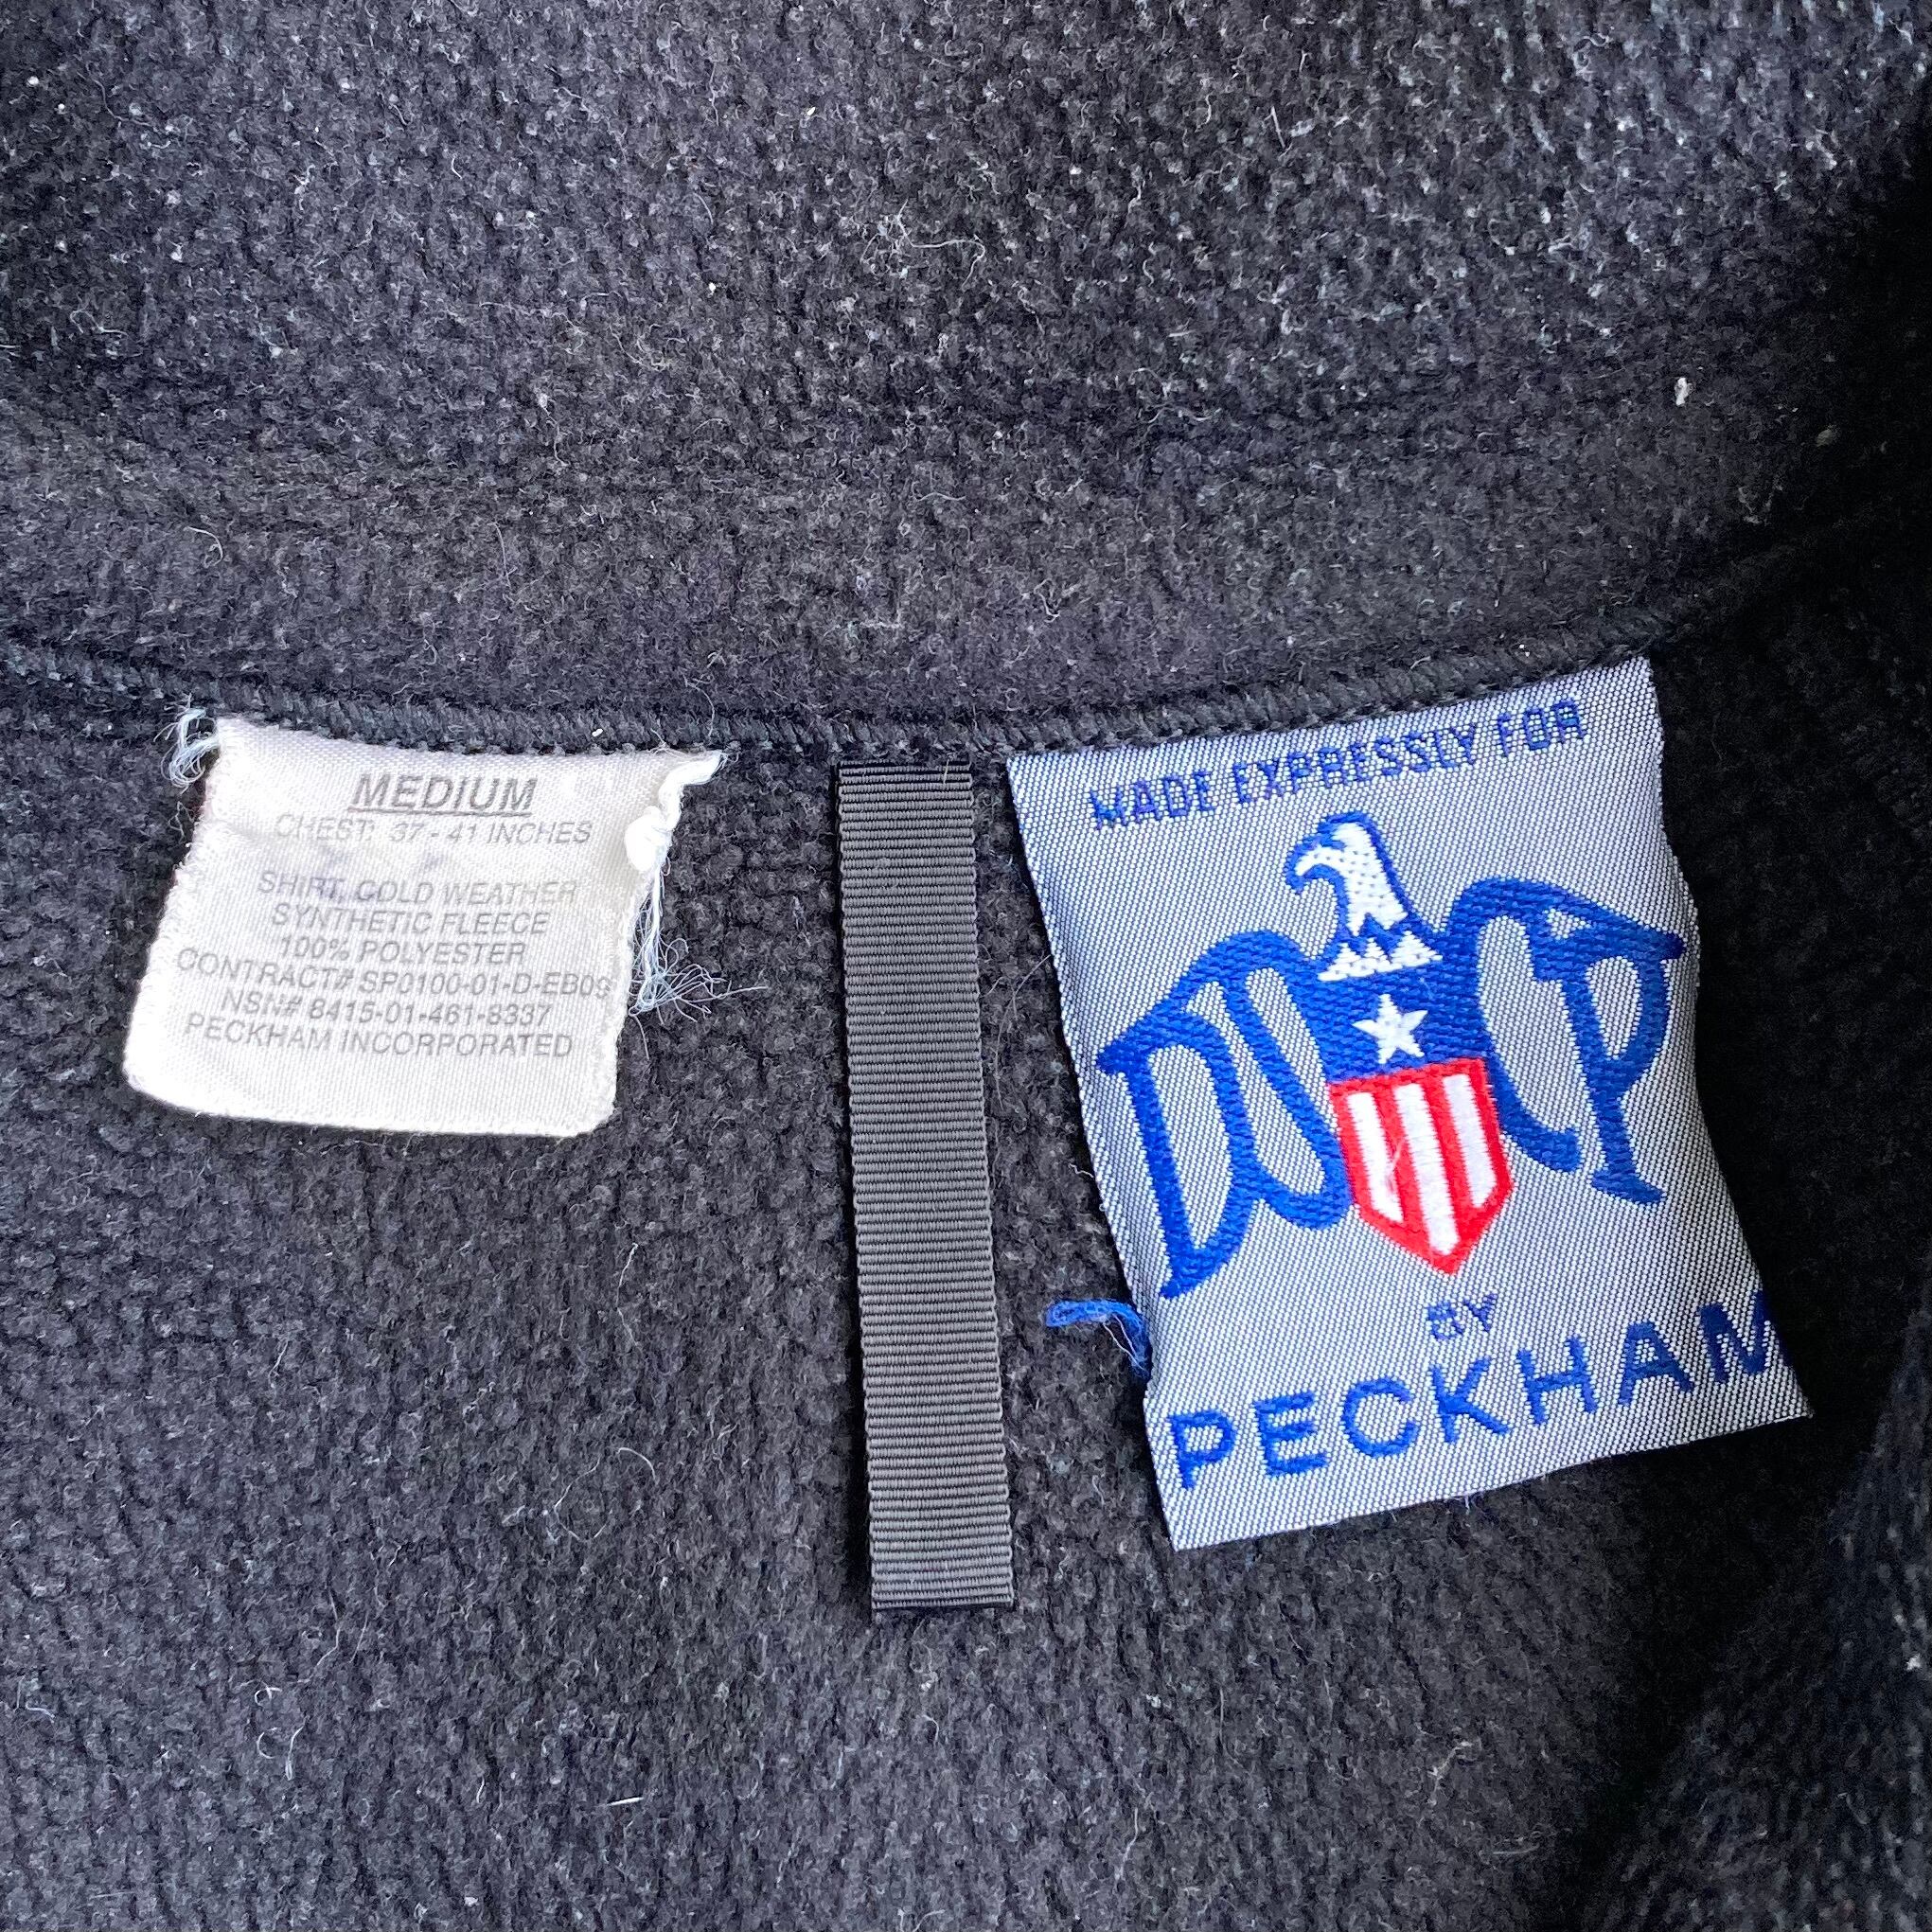 MEDIUM
CHEST: 37 - 41 INCHES
SHIRT, COLD WEATHER
SYNTHETIC FLEECE
100% POLYESTER
CONTRACT# SP0100-01-D-EB09
NSN# 8415-01-461-8337
PECKHAM INCORPORATED
MADE EXPRESSLY FOR
DSCP
BY
PECKHAM